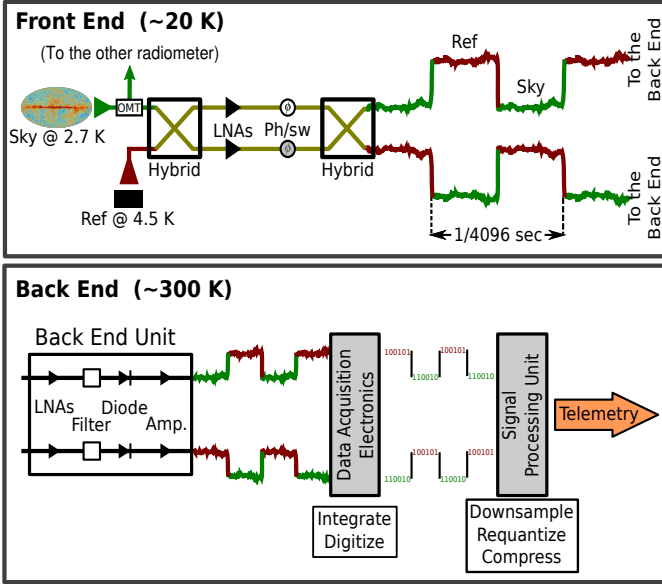 Front End (~20 K)
(To the other radiometer)
OMT
Sky @ 2.7 K
Hybrid
LNAs
Ph/sw
ϕ
ϕ
Hybrid
Ref @ 4.5 K
Ref
Sky
1/4096 sec
To the
Back End
To the
Back End
Back End (~300 K)
Back End Unit
LNAs
Filter
Diode
Amp.
Data Acquisition
Electronics
Integrate
Digitize
100101
110010
100101
110010
110010
100101
110010
100101
Signal
Processing Unit
Downsample
Requantize
Compress
Telemetry